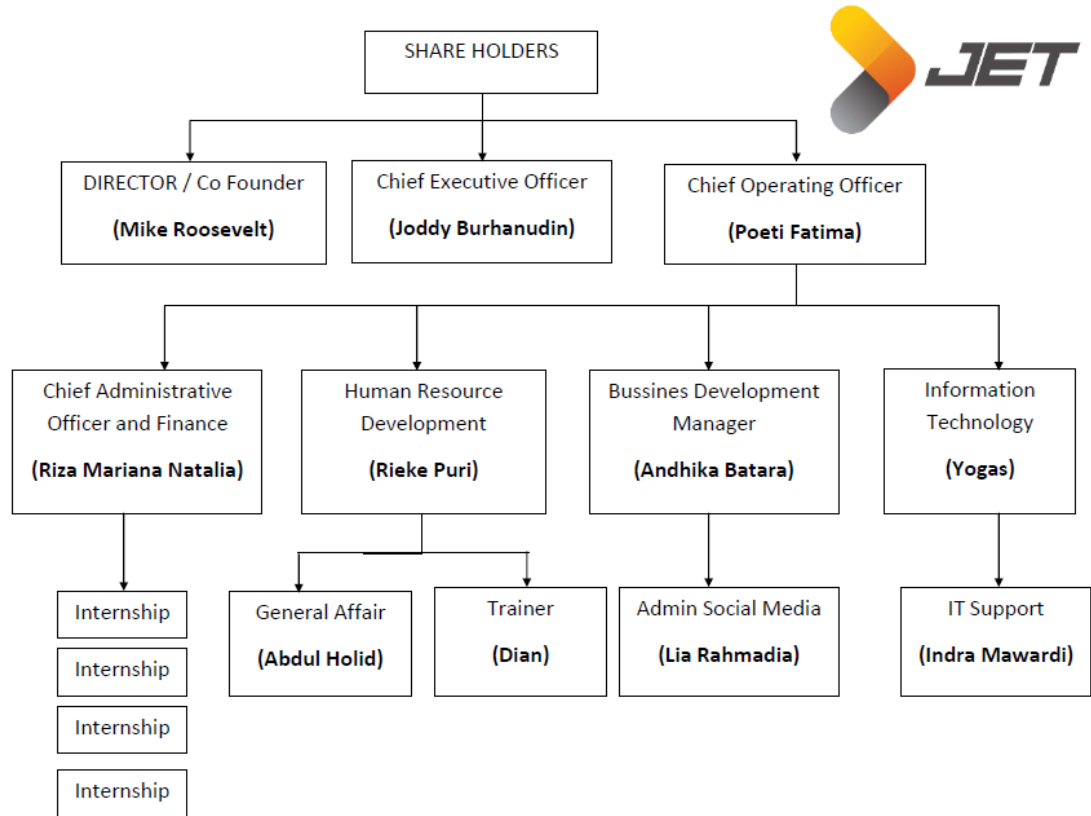 SHARE HOLDERS
JET
DIRECTOR / Co Founder
(Mike Roosevelt)
Chief Executive Officer
(Joddy Burhanudin)
Chief Operating Officer
(Poeti Fatima)
Chief Administrative
Officer and Finance
(Riza Mariana Natalia)
Human Resource
Development
(Rieke Puri)
Bussines Development
Manager
(Andhika Batara)
Information
Technology
(Yogas)
Internship
Internship
Internship
Internship
General Affair
(Abdul Holid)
Trainer
(Dian)
Admin Social Media
(Lia Rahmadia)
IT Support
(Indra Mawardi)